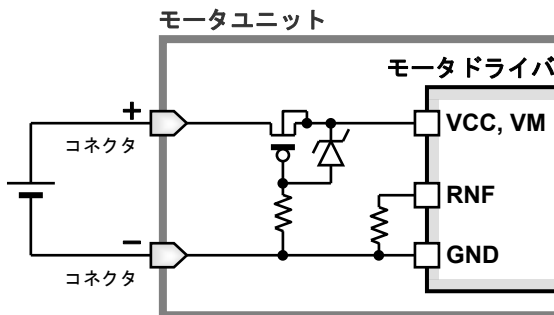 モータユニット
モータドライバ
+
コネクタ
VCC, VM
RNF
−
GND
コネクタ